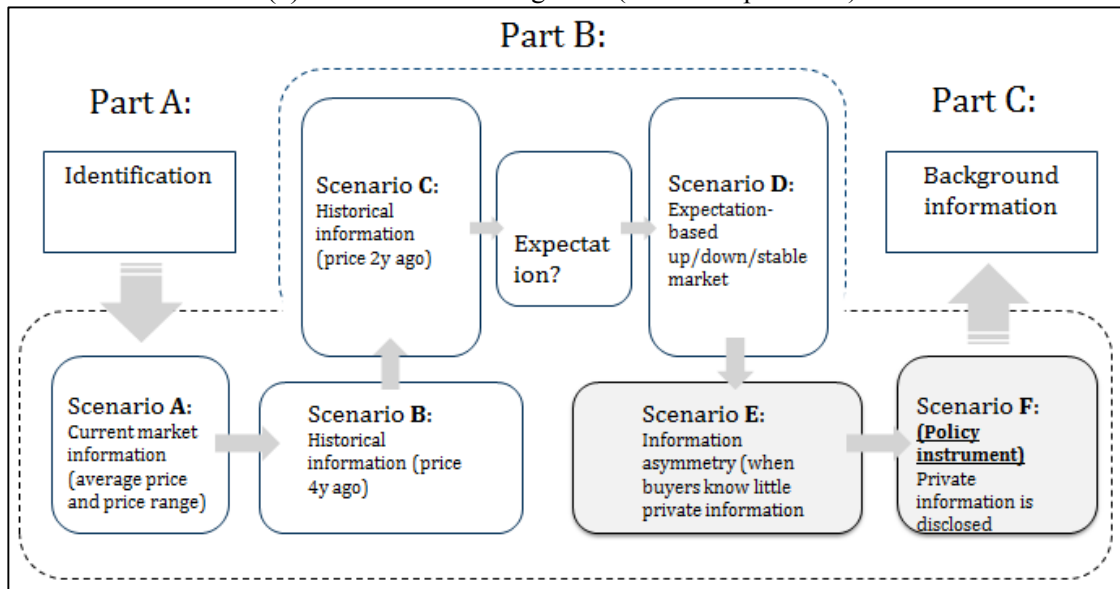 Part B:
Part A:
Part C:
Identification
Scenario C:
Historical
information
(price 2y ago)
Expectat
ion?
Scenario D:
Expectation-
based
up/down/stable
market
Background
information
Scenario A:
Current market
information
(average price
and price range)
Scenario B:
Historical
information (price
4y ago)
Scenario E:
Information
asymmetry (when
buyers know little
private information
Scenario F:
(Policy
instrument)
Private
information is
disclosed